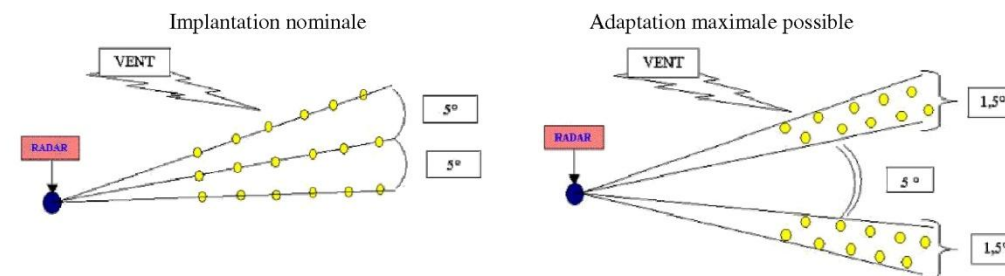 Implantation nominale
VENT
5°
RADAR
5°
Adaptation maximale possible
VENT
1,5°
RADAR
5°
1,5°